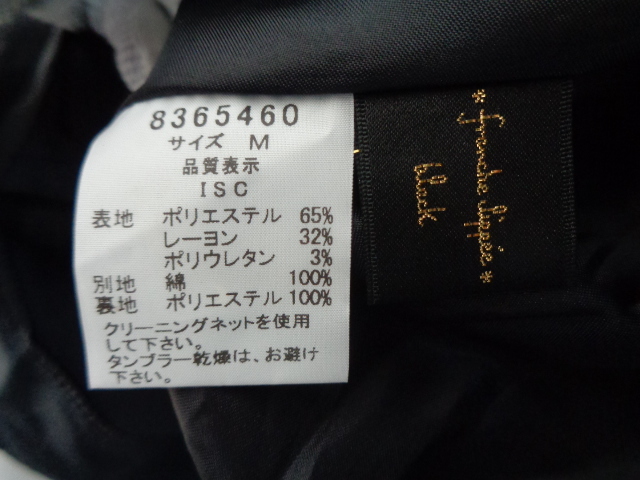 8365460
サイズ M
品質表示
ISC
表地 ポリエステル 65%
レーヨン 32%
ポリウレタン 3%
別地 綿 100%
裏地 ポリエステル 100%
クリーニングネットを使用
して下さい。
タンブラー乾燥は、お避け
下さい。
*frenche lippée*
black